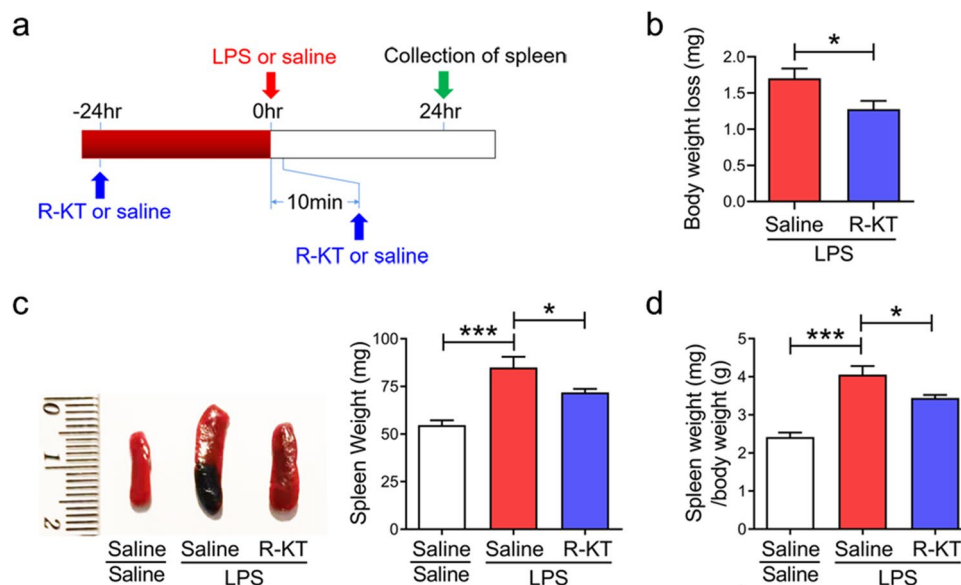 a
LPS or saline
Collection of spleen
-24hr
0hr
24hr
10min
R-KT or saline
R-KT or saline
b
Body weight loss (mg)
2.0
1.5
1.0
0.5
0.0
*
Saline
R-KT
LPS
c
0
1
2
Saline
Saline
R-KT
Saline
LPS
Spleen Weight (mg)
100
75
50
25
0
***
*
Saline
Saline
R-KT
Saline
LPS
d
Spleen weight (mg)
/body weight (g)
5
4
3
2
1
0
***
*
Saline
Saline
R-KT
Saline
LPS